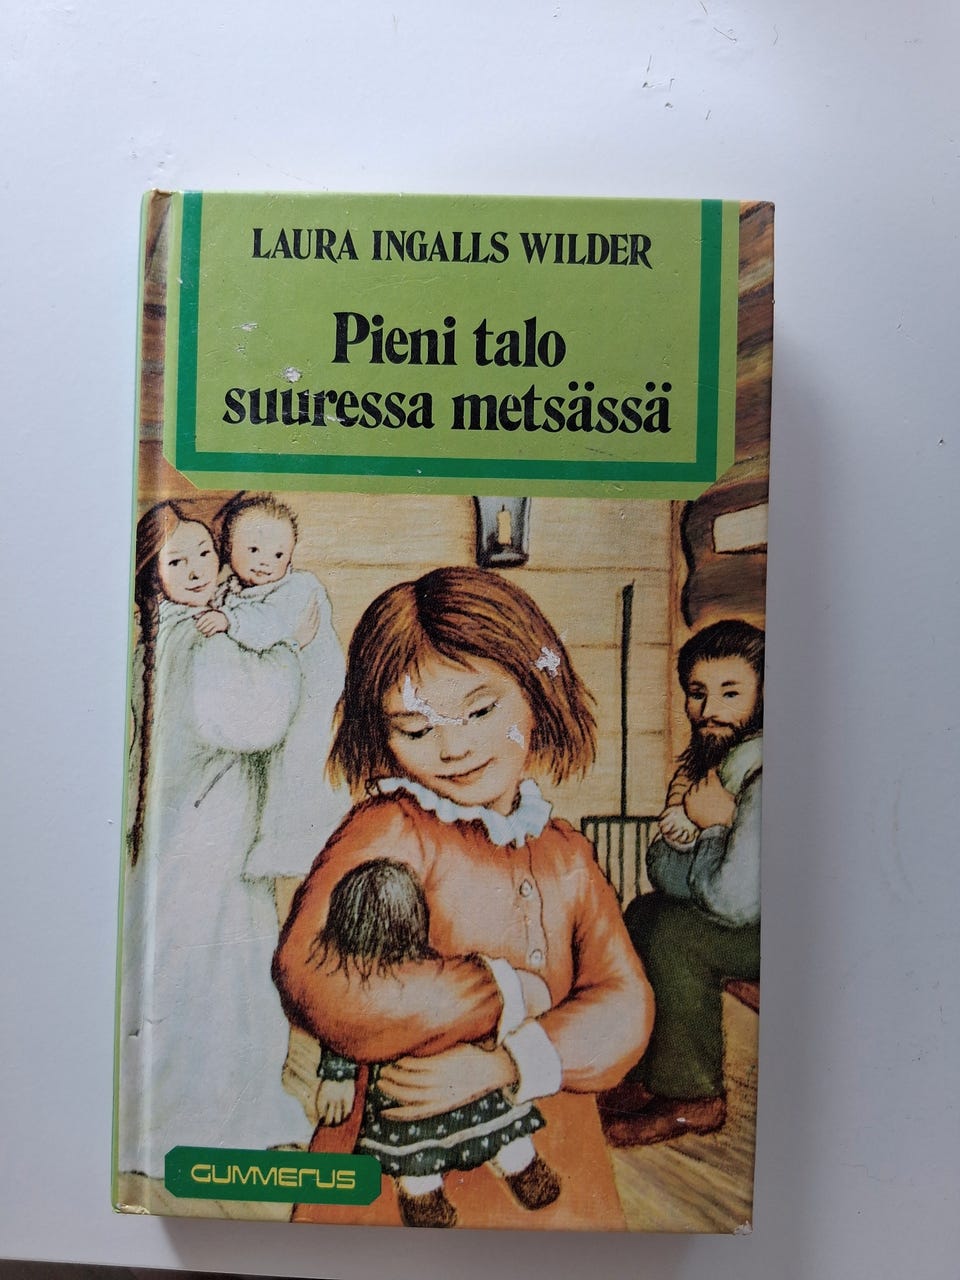 LAURA INGALLS WILDER
Pieni talo
suuressa metsässä
GUMMERUS